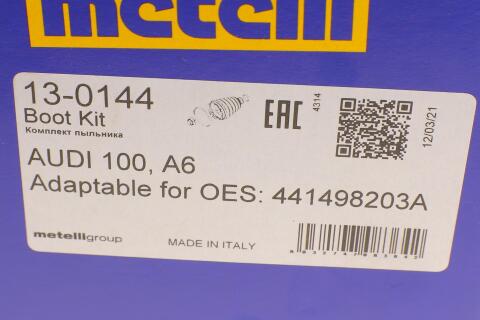 metelli
13-0144
Boot Kit
Комплект пыльника
EAC
4314
12/03/21
AUDI 100, A6
Adaptable for OES: 441498203A
metelligroup
MADE IN ITALY